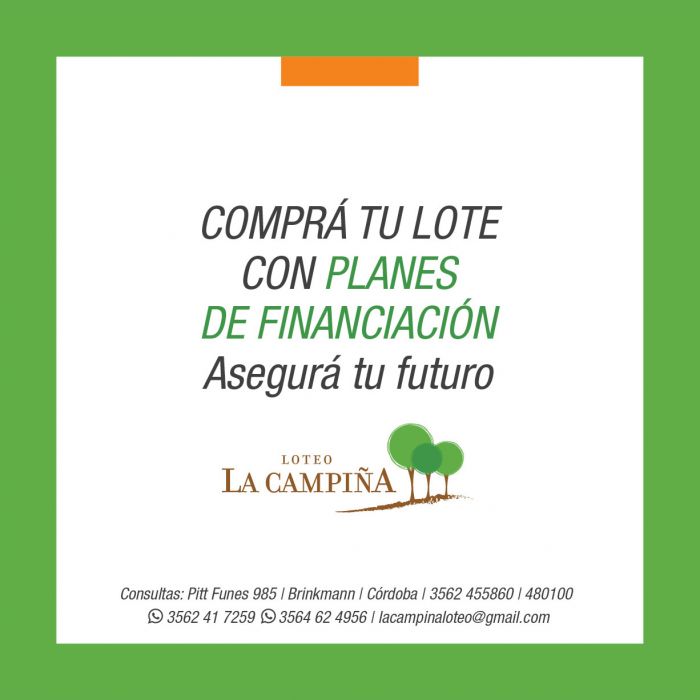 COMPRÁ TU LOTE
CON PLANES
DE FINANCIACIÓN
Asegurá tu futuro
LOTEO
LA CAMPIÑA
Consultas: Pitt Funes 985 | Brinkmann | Córdoba | 3562 455860 | 480100
3562 41 7259 3564 62 4956 | lacampinaloteo@gmail.com